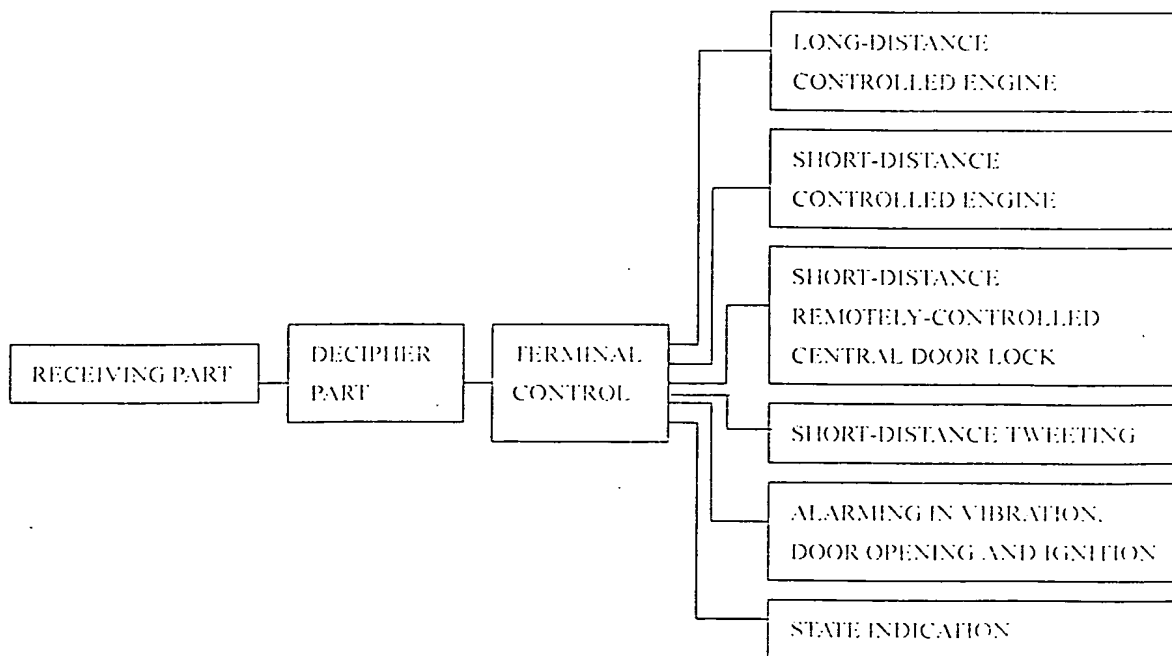 RECEIVING PART
DECIPHER
PART
TERMINAL
CONTROL
LONG-DISTANCE
CONTROLLED ENGINE
SHORT-DISTANCE
CONTROLLED ENGINE
SHORT-DISTANCE
REMOTELY-CONTROLLED
CENTRAL DOOR LOCK
SHORT-DISTANCE TWEETING
ALARMING IN VIBRATION,
DOOR OPENING AND IGNITION
STATE INDICATION